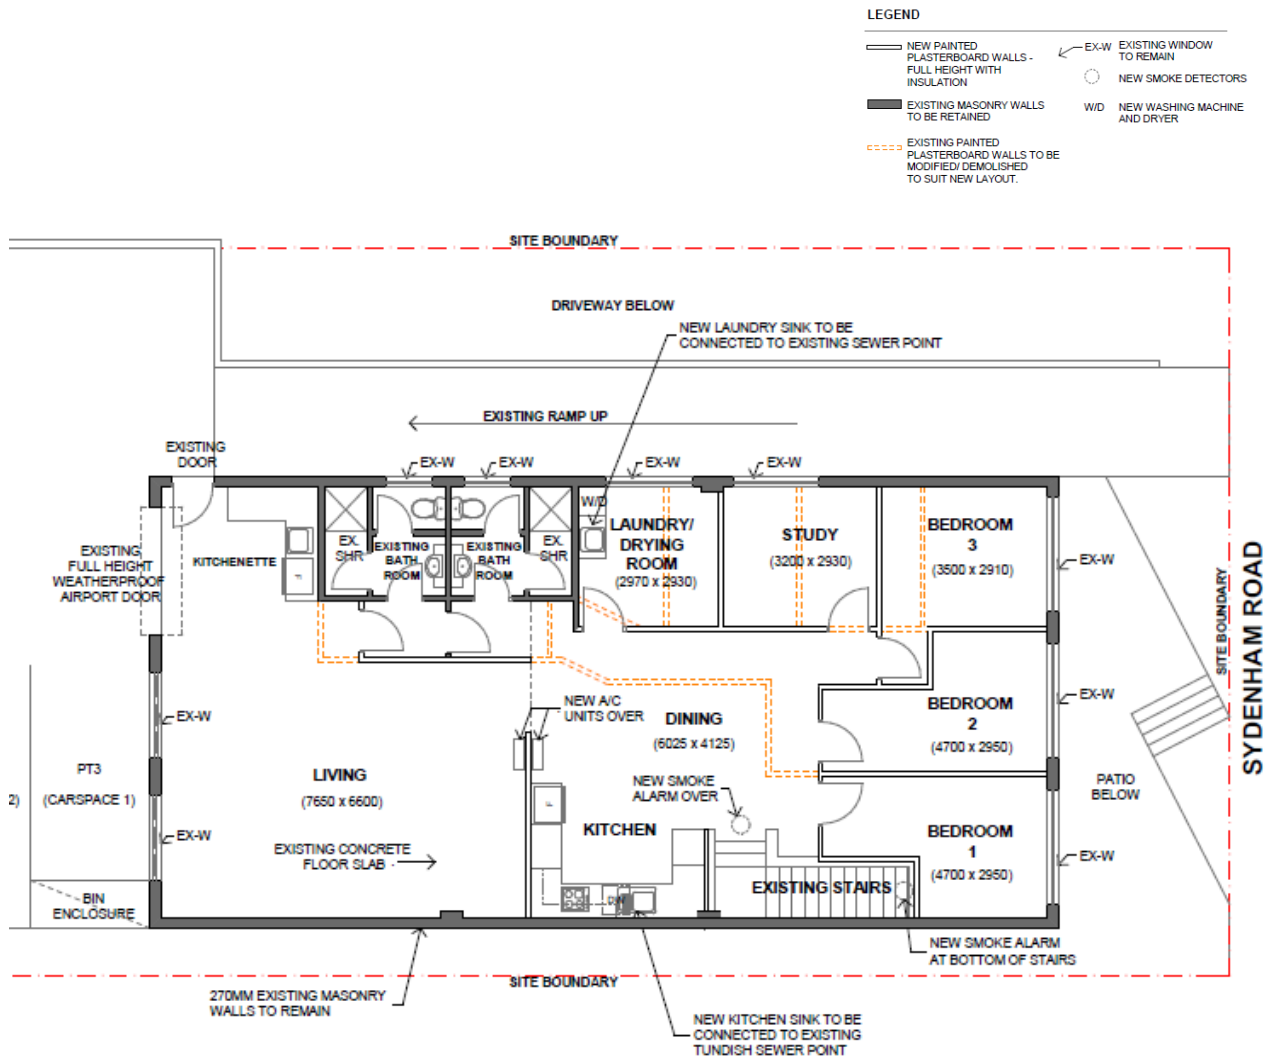 LEGEND
NEW PAINTED
PLASTERBOARD WALLS -
FULL HEIGHT WITH
INSULATION
EXISTING MASONRY WALLS
TO BE RETAINED
EXISTING PAINTED
PLASTERBOARD WALLS TO BE
MODIFIED/ DEMOLISHED
TO SUIT NEW LAYOUT.
EX-W EXISTING WINDOW
TO REMAIN
NEW SMOKE DETECTORS
W/D NEW WASHING MACHINE
AND DRYER
SITE BOUNDARY
DRIVEWAY BELOW
NEW LAUNDRY SINK TO BE
CONNECTED TO EXISTING SEWER POINT
EXISTING RAMP UP
EXISTING
DOOR
EX-W
EX-W
EX-W
EX-W
EXISTING
FULL HEIGHT
WEATHERPROOF
AIRPORT DOOR
KITCHENETTE
F
EX.
SHR
EXISTING
BATH
ROOM
EXISTING
BATH
ROOM
EX.
SHR
W/D
LAUNDRY/
DRYING
ROOM
(2970 x 2930)
STUDY
(3200 x 2930)
BEDROOM
3
(3500 x 2910)
EX-W
SITE BOUNDARY
SYDENHAM ROAD
BEDROOM
2
(4700 x 2950)
EX-W
NEW A/C
UNITS OVER
DINING
(6025 x 4125)
EX-W
LIVING
(7650 x 6600)
NEW SMOKE
ALARM OVER
PATIO
BELOW
PT3
(CARSPACE 1)
2)
EX-W
F
KITCHEN
BEDROOM
1
(4700 x 2950)
EX-W
EXISTING CONCRETE
FLOOR SLAB -
EXISTING STAIRS
DW
BIN
ENCLOSURE
NEW SMOKE ALARM
AT BOTTOM OF STAIRS
SITE BOUNDARY
270MM EXISTING MASONRY
WALLS TO REMAIN
NEW KITCHEN SINK TO BE
CONNECTED TO EXISTING
TUNDISH SEWER POINT